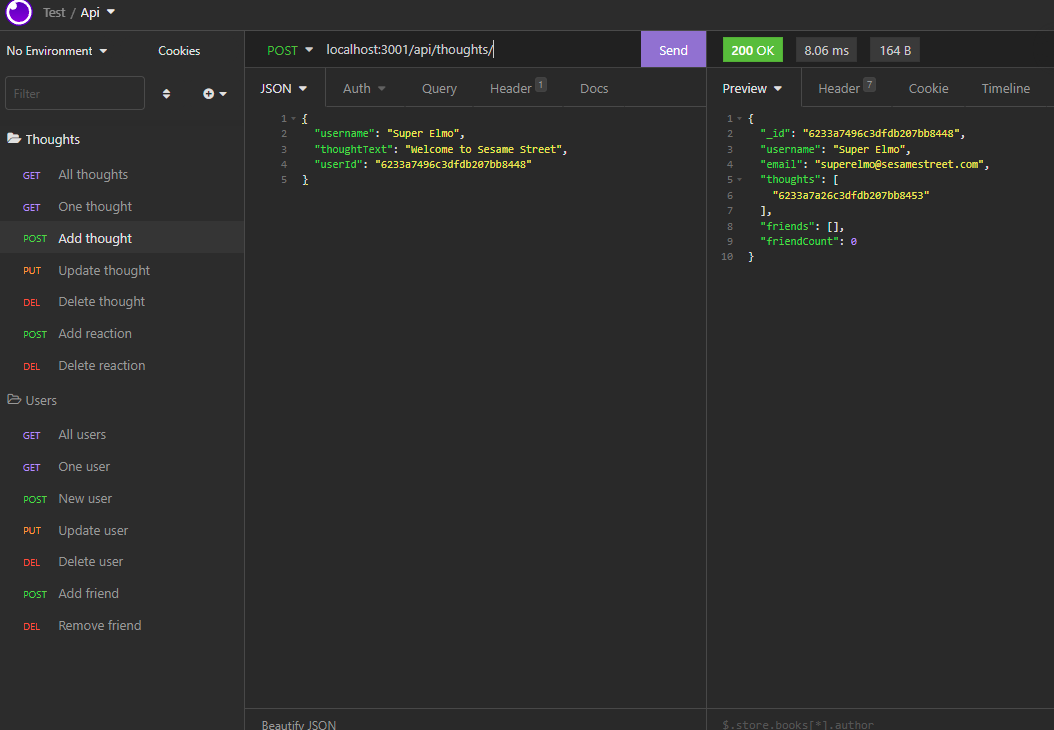 Test / Api
No Environment
Cookies
Filter
Thoughts
GET All thoughts
GET One thought
POST Add thought
PUT Update thought
DEL Delete thought
POST Add reaction
DEL Delete reaction
Users
GET All users
GET One user
POST New user
PUT Update user
DEL Delete user
POST Add friend
DEL Remove friend
POST localhost:3001/api/thoughts/ Send
JSON Auth Query Header 1 Docs
1 {
2 "username": "Super Elmo",
3 "thoughtText": "Welcome to Sesame Street",
4 "userId": "6233a7496c3dfdb207bb8448"
5 }
Beautify JSON
200 OK 8.06 ms 164 B
Preview Header 7 Cookie Timeline
1 {
2 "_id": "6233a7496c3dfdb207bb8448",
3 "username": "Super Elmo",
4 "email": "superelmo@sesamestreet.com",
5 "thoughts": [
6 "6233a7a26c3dfdb207bb8453"
7 ],
8 "friends": [],
9 "friendCount": 0
10 }
$.store.books[*].author